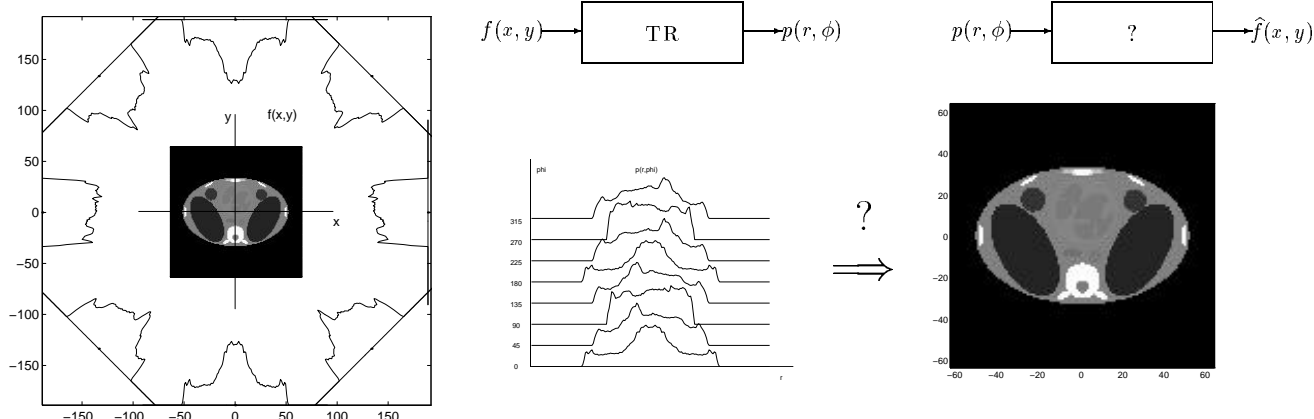 150
100
50
0
−50
−100
−150
−150 −100 −50 0 50 100 150
y
f(x,y)
x
f(x, y) TR p(r, ϕ)
phi
p(r,phi)
315
270
225
180
135
90
45
0
r
?
⟹
p(r, ϕ) ? f̂(x, y)
60
40
20
0
−20
−40
−60
−60 −40 −20 0 20 40 60